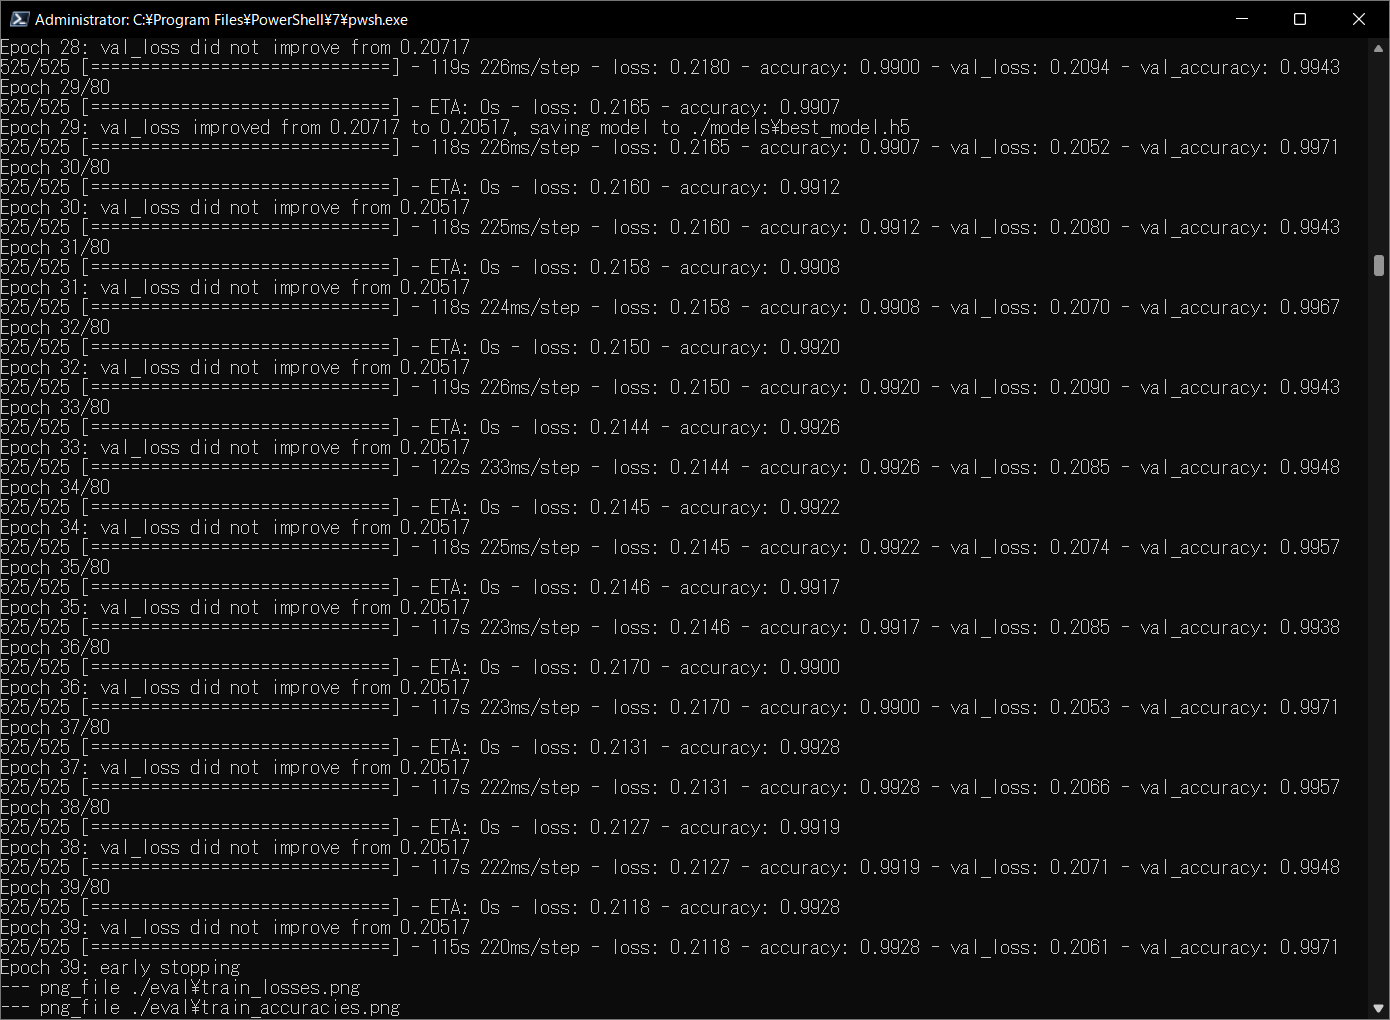 Administrator: C:¥Program Files¥PowerShell¥7¥pwsh.exe
Epoch 28: val_loss did not improve from 0.20717
525/525 [==============================] - 119s 226ms/step - loss: 0.2180 - accuracy: 0.9900 - val_loss: 0.2094 - val_accuracy: 0.9943
Epoch 29/80
525/525 [==============================] - ETA: 0s - loss: 0.2165 - accuracy: 0.9907
Epoch 29: val_loss improved from 0.20717 to 0.20517, saving model to ./models¥best_model.h5
525/525 [==============================] - 118s 226ms/step - loss: 0.2165 - accuracy: 0.9907 - val_loss: 0.2052 - val_accuracy: 0.9971
Epoch 30/80
525/525 [==============================] - ETA: 0s - loss: 0.2160 - accuracy: 0.9912
Epoch 30: val_loss did not improve from 0.20517
525/525 [==============================] - 118s 225ms/step - loss: 0.2160 - accuracy: 0.9912 - val_loss: 0.2080 - val_accuracy: 0.9943
Epoch 31/80
525/525 [==============================] - ETA: 0s - loss: 0.2158 - accuracy: 0.9908
Epoch 31: val_loss did not improve from 0.20517
525/525 [==============================] - 118s 224ms/step - loss: 0.2158 - accuracy: 0.9908 - val_loss: 0.2070 - val_accuracy: 0.9967
Epoch 32/80
525/525 [==============================] - ETA: 0s - loss: 0.2150 - accuracy: 0.9920
Epoch 32: val_loss did not improve from 0.20517
525/525 [==============================] - 119s 226ms/step - loss: 0.2150 - accuracy: 0.9920 - val_loss: 0.2090 - val_accuracy: 0.9943
Epoch 33/80
525/525 [==============================] - ETA: 0s - loss: 0.2144 - accuracy: 0.9926
Epoch 33: val_loss did not improve from 0.20517
525/525 [==============================] - 122s 233ms/step - loss: 0.2144 - accuracy: 0.9926 - val_loss: 0.2085 - val_accuracy: 0.9948
Epoch 34/80
525/525 [==============================] - ETA: 0s - loss: 0.2145 - accuracy: 0.9922
Epoch 34: val_loss did not improve from 0.20517
525/525 [==============================] - 118s 225ms/step - loss: 0.2145 - accuracy: 0.9922 - val_loss: 0.2074 - val_accuracy: 0.9957
Epoch 35/80
525/525 [==============================] - ETA: 0s - loss: 0.2146 - accuracy: 0.9917
Epoch 35: val_loss did not improve from 0.20517
525/525 [==============================] - 117s 223ms/step - loss: 0.2146 - accuracy: 0.9917 - val_loss: 0.2085 - val_accuracy: 0.9938
Epoch 36/80
525/525 [==============================] - ETA: 0s - loss: 0.2170 - accuracy: 0.9900
Epoch 36: val_loss did not improve from 0.20517
525/525 [==============================] - 117s 223ms/step - loss: 0.2170 - accuracy: 0.9900 - val_loss: 0.2053 - val_accuracy: 0.9971
Epoch 37/80
525/525 [==============================] - ETA: 0s - loss: 0.2131 - accuracy: 0.9928
Epoch 37: val_loss did not improve from 0.20517
525/525 [==============================] - 117s 222ms/step - loss: 0.2131 - accuracy: 0.9928 - val_loss: 0.2066 - val_accuracy: 0.9957
Epoch 38/80
525/525 [==============================] - ETA: 0s - loss: 0.2127 - accuracy: 0.9919
Epoch 38: val_loss did not improve from 0.20517
525/525 [==============================] - 117s 222ms/step - loss: 0.2127 - accuracy: 0.9919 - val_loss: 0.2071 - val_accuracy: 0.9948
Epoch 39/80
525/525 [==============================] - ETA: 0s - loss: 0.2118 - accuracy: 0.9928
Epoch 39: val_loss did not improve from 0.20517
525/525 [==============================] - 115s 220ms/step - loss: 0.2118 - accuracy: 0.9928 - val_loss: 0.2061 - val_accuracy: 0.9971
Epoch 39: early stopping
--- png_file ./eval¥train_losses.png
--- png_file ./eval¥train_accuracies.png